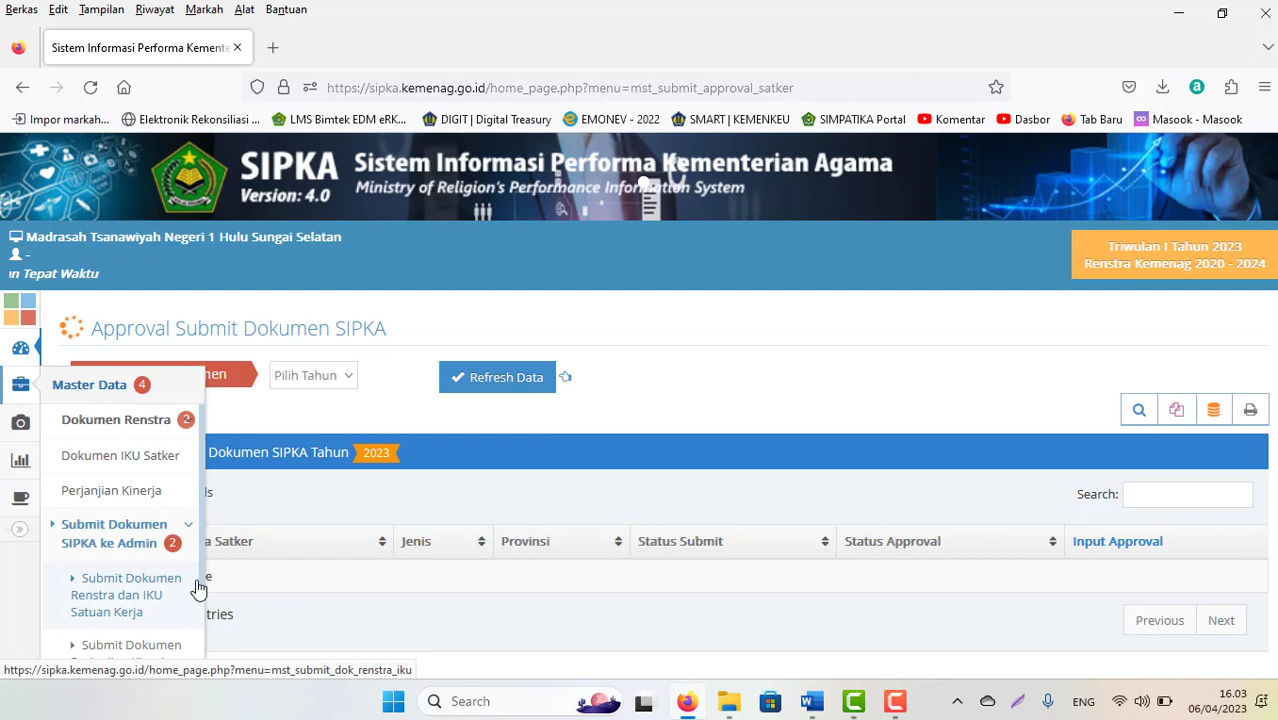 Berkas Edit Tampilan Riwayat Markah Alat Bantuan
Sistem Informasi Performa Kemente
https://sipka.kemenag.go.id/home_page.php?menu=mst_submit_approval_satker
Impor markah... Elektronik Rekonsiliasi ... LMS Bimtek EDM eRK... DIGIT | Digital Treasury EMONEV - 2022 SMART | KEMENKEU SIMPATIKA Portal Komentar Dasbor Tab Baru Masook - Masook
SIPKA
Version: 4.0
Sistem Informasi Performa Kementerian Agama
Ministry of Religion's Performance Information System
Madrasah Tsanawiyah Negeri 1 Hulu Sungai Selatan
-
Tepat Waktu
Triwulan I Tahun 2023
Renstra Kemenag 2020 - 2024
Approval Submit Dokumen SIPKA
men Pilih Tahun Refresh Data
Master Data 4
Dokumen Renstra 2
Dokumen IKU Satker
Perjanjian Kinerja
Submit Dokumen
SIPKA ke Admin 2
Submit Dokumen
Renstra dan IKU
Satuan Kerja
Submit Dokumen
Dokumen SIPKA Tahun 2023
ds
Search:
a Satker Jenis Provinsi Status Submit Status Approval Input Approval
e
tries
Previous Next
https://sipka.kemenag.go.id/home_page.php?menu=mst_submit_dok_renstra_iku
Search
ENG
16.03
06/04/2023